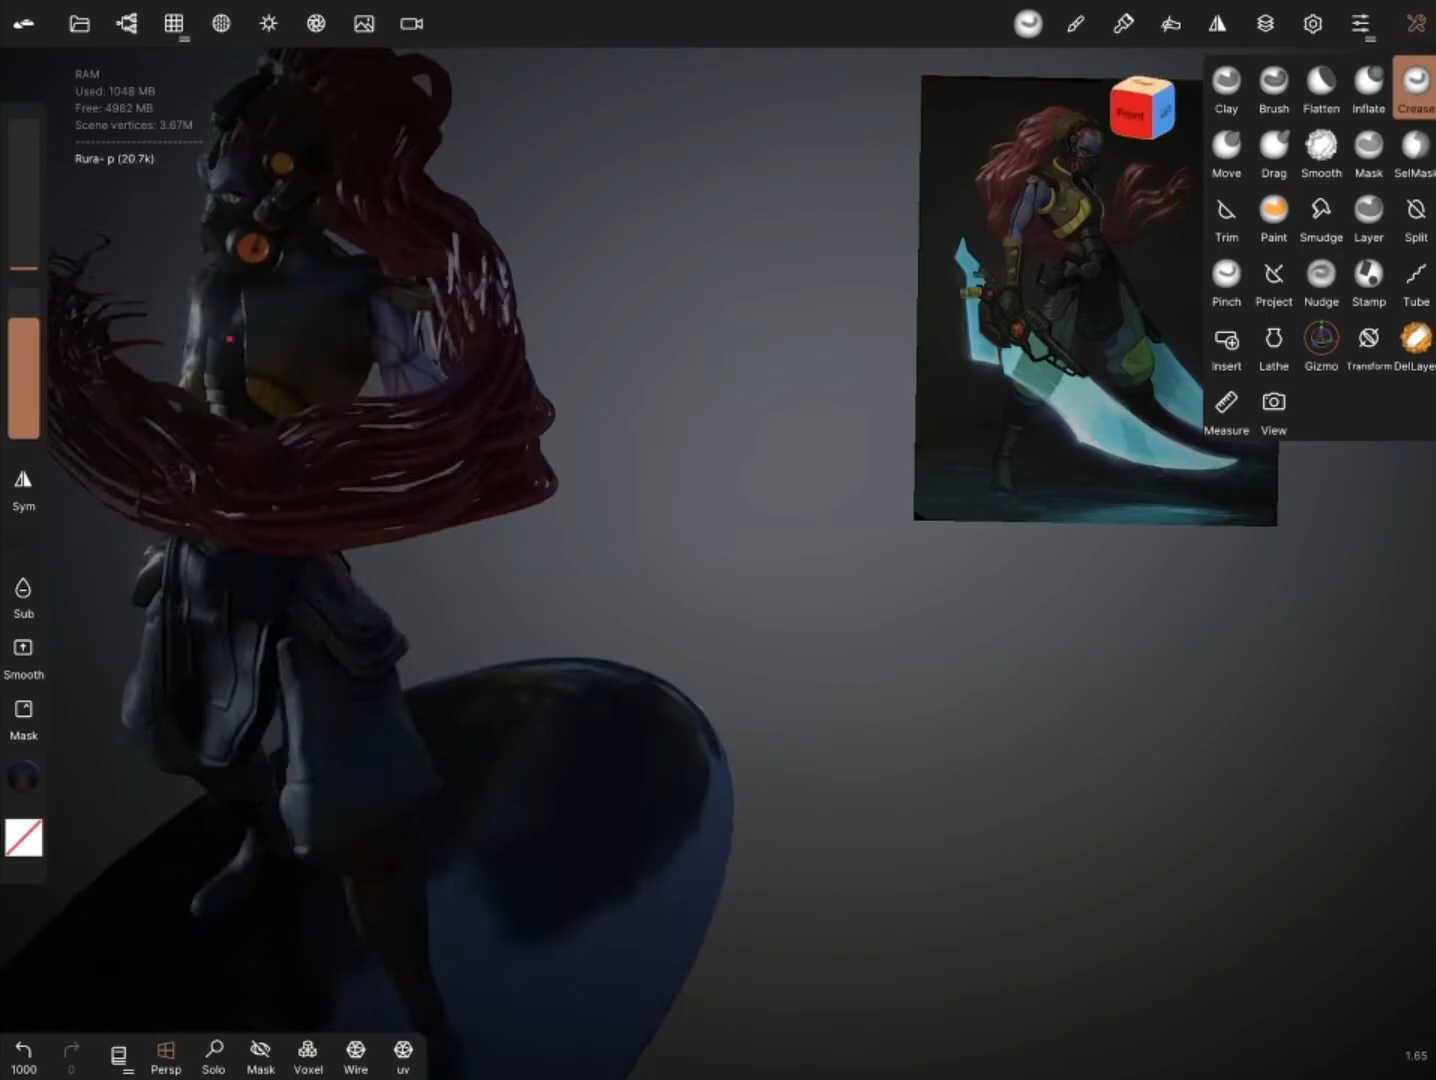 RAM
Used: 1048 MB
Free: 4982 MB
Scene vertices: 3.67M
Rura- p (20.7k)
Front
Clay Brush Flatten Inflate Crease
Move Drag Smooth Mask SelMask
Trim Paint Smudge Layer Split
Pinch Project Nudge Stamp Tube
Insert Lathe Gizmo Transform DelLayer
Measure View
Sym
Sub
Smooth
Mask
1000 0 Persp Solo Mask Voxel Wire uv
1.65